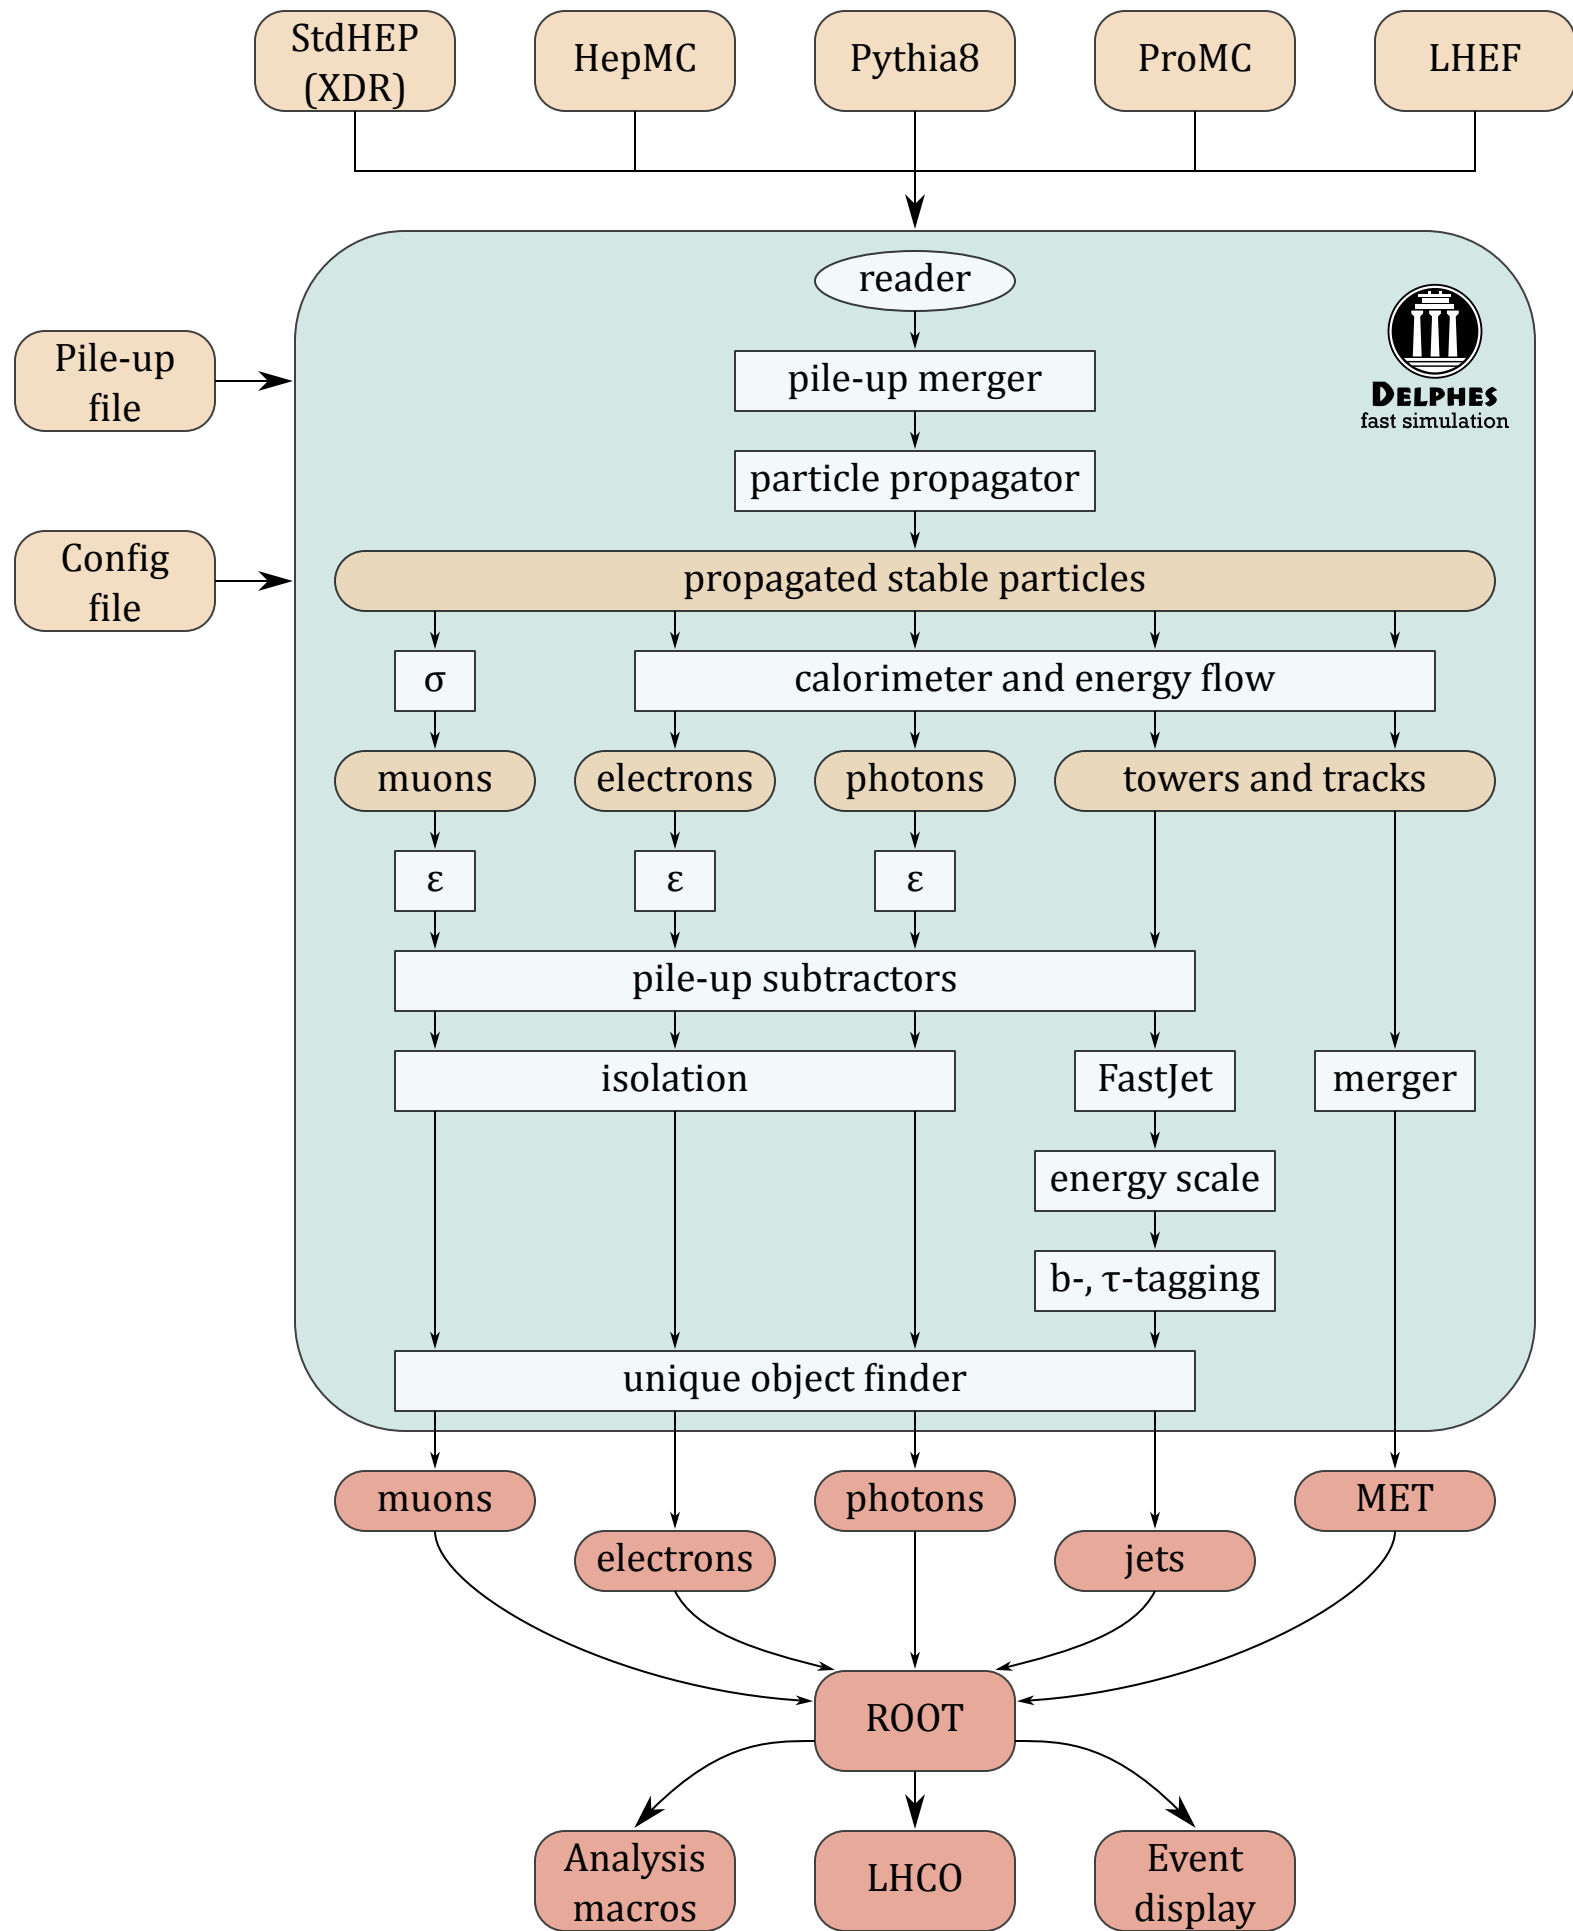 StdHEP
(XDR)
HepMC
Pythia8
ProMC
LHEF
reader
Pile-up
file
pile-up merger
DELPHES
fast simulation
particle propagator
Config
file
propagated stable particles
σ
calorimeter and energy flow
muons
electrons
photons
towers and tracks
ε
ε
ε
pile-up subtractors
isolation
FastJet
merger
energy scale
b-, τ-tagging
unique object finder
muons
photons
MET
electrons
jets
ROOT
Analysis
macros
LHCO
Event
display